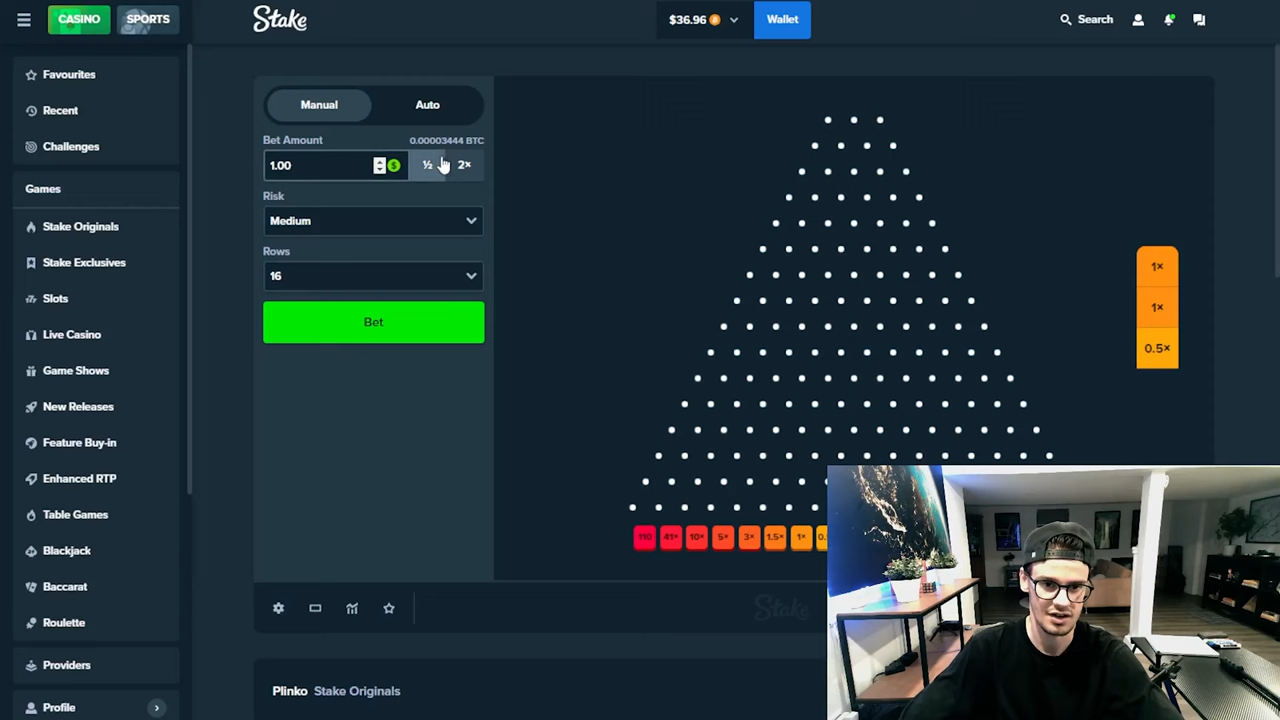 CASINO
SPORTS
Stake
$36.96
Wallet
Search
Favourites
Recent
Challenges
Games
Stake Originals
Stake Exclusives
Slots
Live Casino
Game Shows
New Releases
Feature Buy-in
Enhanced RTP
Table Games
Blackjack
Baccarat
Roulette
Providers
Profile
Manual
Auto
Bet Amount
0.00003444 BTC
1.00
$
½
2×
Risk
Medium
Rows
16
Bet
1×
1×
0.5×
110
41×
10×
5×
3×
1.5×
1×
Stake
Plinko Stake Originals